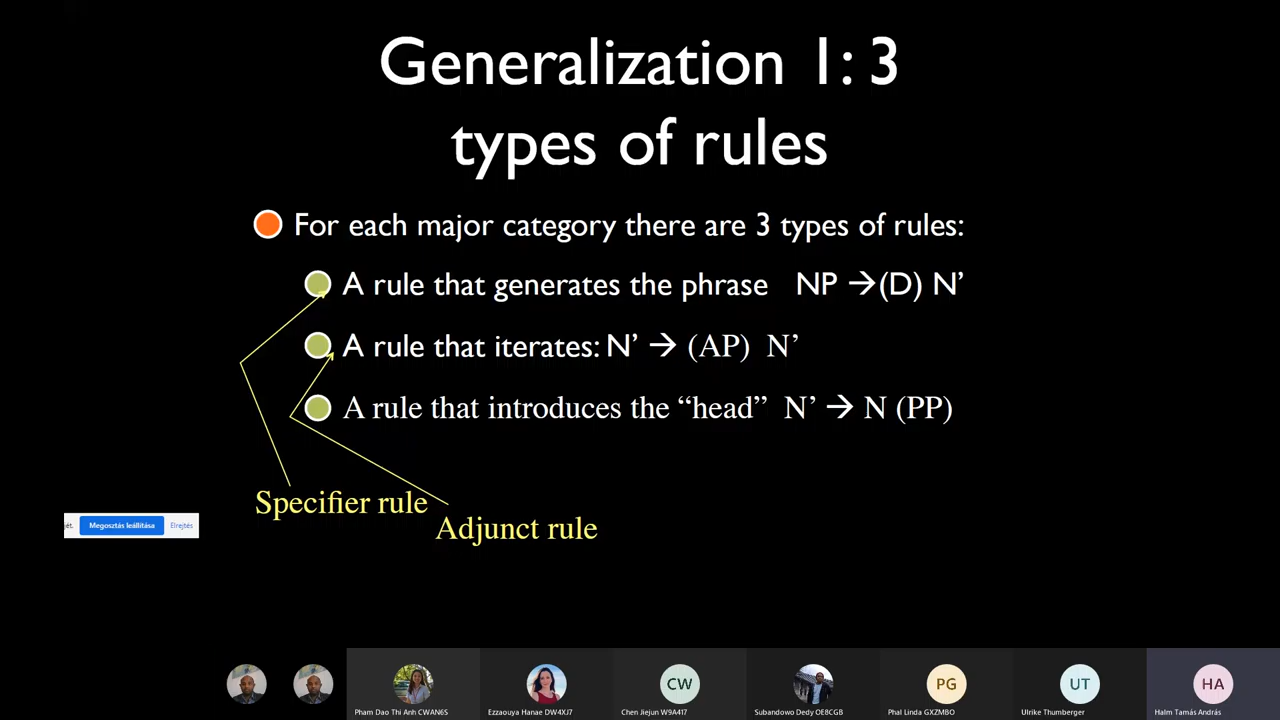 Generalization 1: 3
types of rules
For each major category there are 3 types of rules:
A rule that generates the phrase NP →(D) N’
A rule that iterates: N’ → (AP) N’
A rule that introduces the “head” N’ → N (PP)
Specifier rule
Adjunct rule
ét. Megosztás leállítása Elrejtés
CW PG UT HA
Pham Dao Thi Anh CWAN6S Ezzaouya Hanae DW4XJ7 Chen Jiejun W9A417 Subandowo Dedy OE8CGB Phal Linda GXZMBO Ulrike Thumberger Halm Tamás András